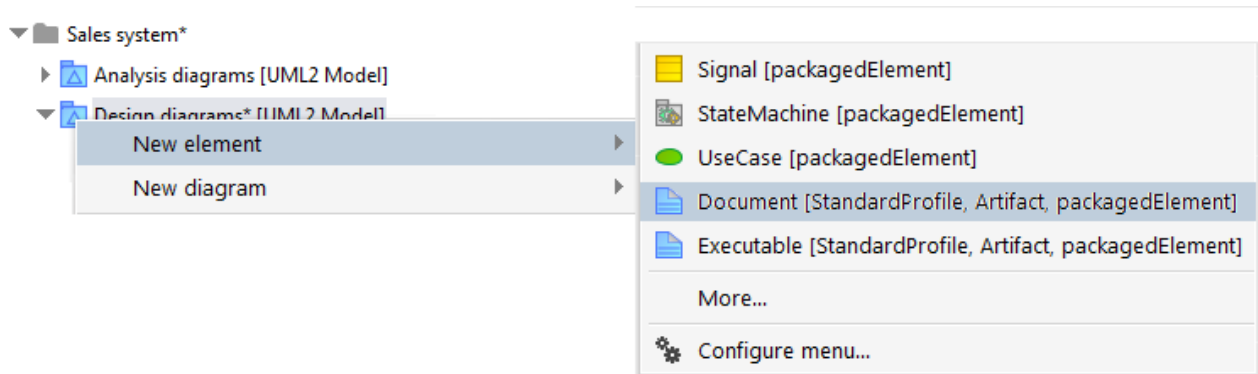 Sales system*
Analysis diagrams [UML2 Model]
Design diagrams* [UML2 Model]
New element
New diagram
Signal [packagedElement]
StateMachine [packagedElement]
UseCase [packagedElement]
Document [StandardProfile, Artifact, packagedElement]
Executable [StandardProfile, Artifact, packagedElement]
More...
Configure menu...